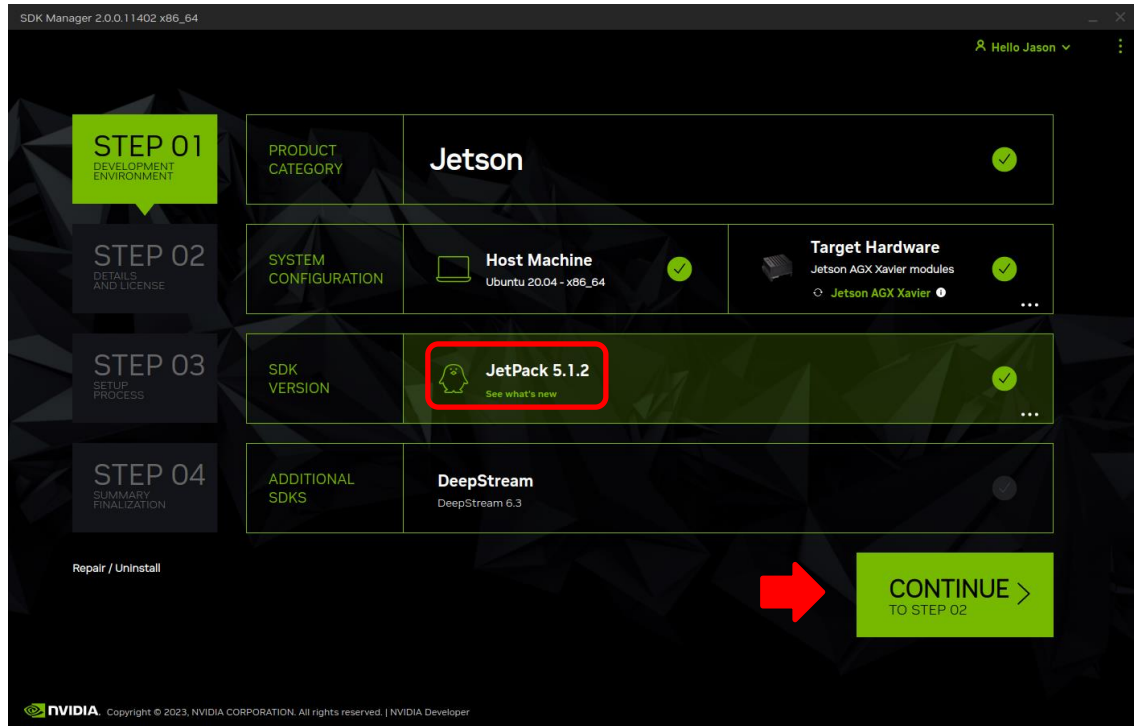 SDK Manager 2.0.0.11402 x86_64
Hello Jason
STEP 01
DEVELOPMENT
ENVIRONMENT
PRODUCT
CATEGORY
Jetson
STEP 02
DETAILS
AND LICENSE
SYSTEM
CONFIGURATION
Host Machine
Ubuntu 20.04 - x86_64
Target Hardware
Jetson AGX Xavier modules
Jetson AGX Xavier
STEP 03
SETUP
PROCESS
SDK
VERSION
JetPack 5.1.2
See what's new
STEP 04
SUMMARY
FINALIZATION
ADDITIONAL
SDKS
DeepStream
DeepStream 6.3
Repair / Uninstall
CONTINUE
TO STEP 02
NVIDIA. Copyright © 2023, NVIDIA CORPORATION. All rights reserved. | NVIDIA Developer